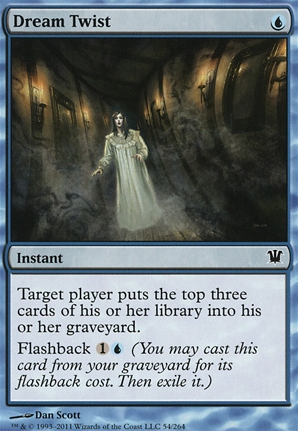 Dream Twist
Instant
Target player puts the top three
cards of his or her library into his
or her graveyard.
Flashback 1 (You may cast this
card from your graveyard for its
flashback cost. Then exile it.)
Dan Scott
™ & © 1993–2011 Wizards of the Coast LLC 54/264